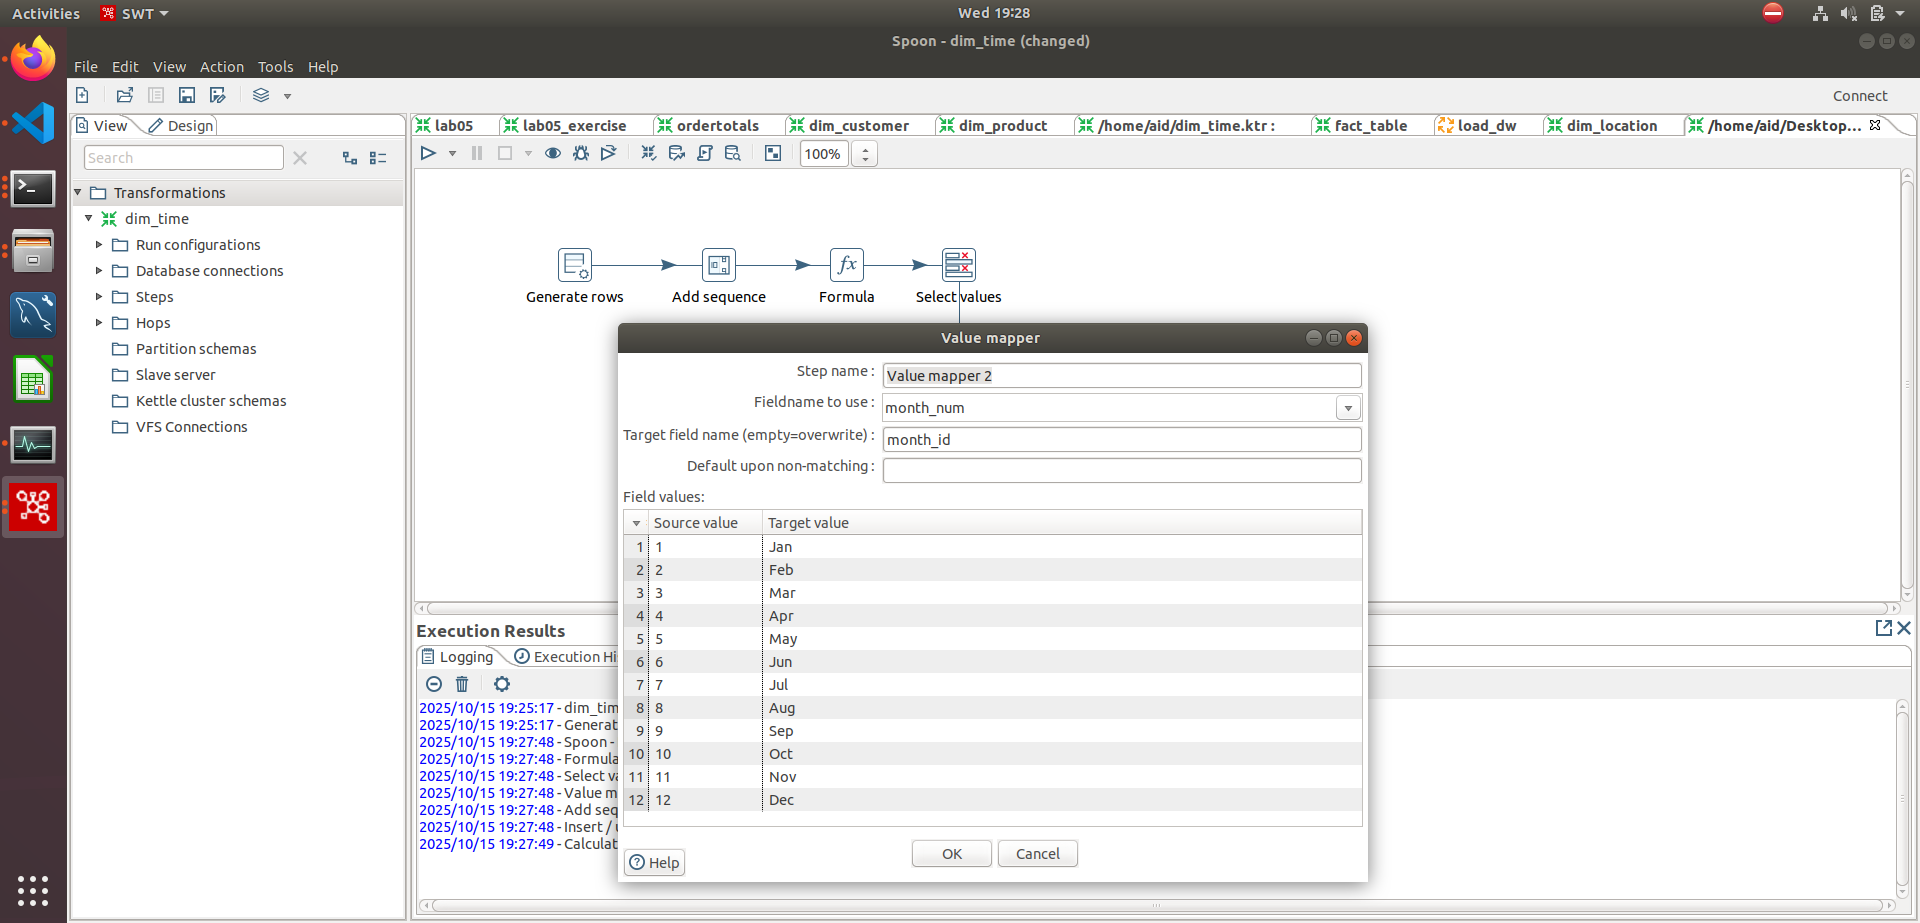 Activities SWT Wed 19:28
Spoon - dim_time (changed)
File Edit View Action Tools Help
Connect
View Design
lab05 lab05_exercise ordertotals dim_customer dim_product /home/aid/dim_time.ktr : fact_table load_dw dim_location /home/aid/Desktop...
Search
100%
Transformations
dim_time
Run configurations
Database connections
Steps
Hops
Partition schemas
Slave server
Kettle cluster schemas
VFS Connections
Generate rows Add sequence Formula Select values
Value mapper
Step name : Value mapper 2
Fieldname to use : month_num
Target field name (empty=overwrite) : month_id
Default upon non-matching :
Field values:
Source value Target value
1 1 Jan
2 2 Feb
3 3 Mar
4 4 Apr
5 5 May
6 6 Jun
7 7 Jul
8 8 Aug
9 9 Sep
10 10 Oct
11 11 Nov
12 12 Dec
Help OK Cancel
Execution Results
Logging Execution Hi
2025/10/15 19:25:17 - dim_tim
2025/10/15 19:25:17 - Generat
2025/10/15 19:27:48 - Spoon -
2025/10/15 19:27:48 - Formula
2025/10/15 19:27:48 - Select va
2025/10/15 19:27:48 - Value m
2025/10/15 19:27:48 - Add seq
2025/10/15 19:27:48 - Insert / u
2025/10/15 19:27:49 - Calculat